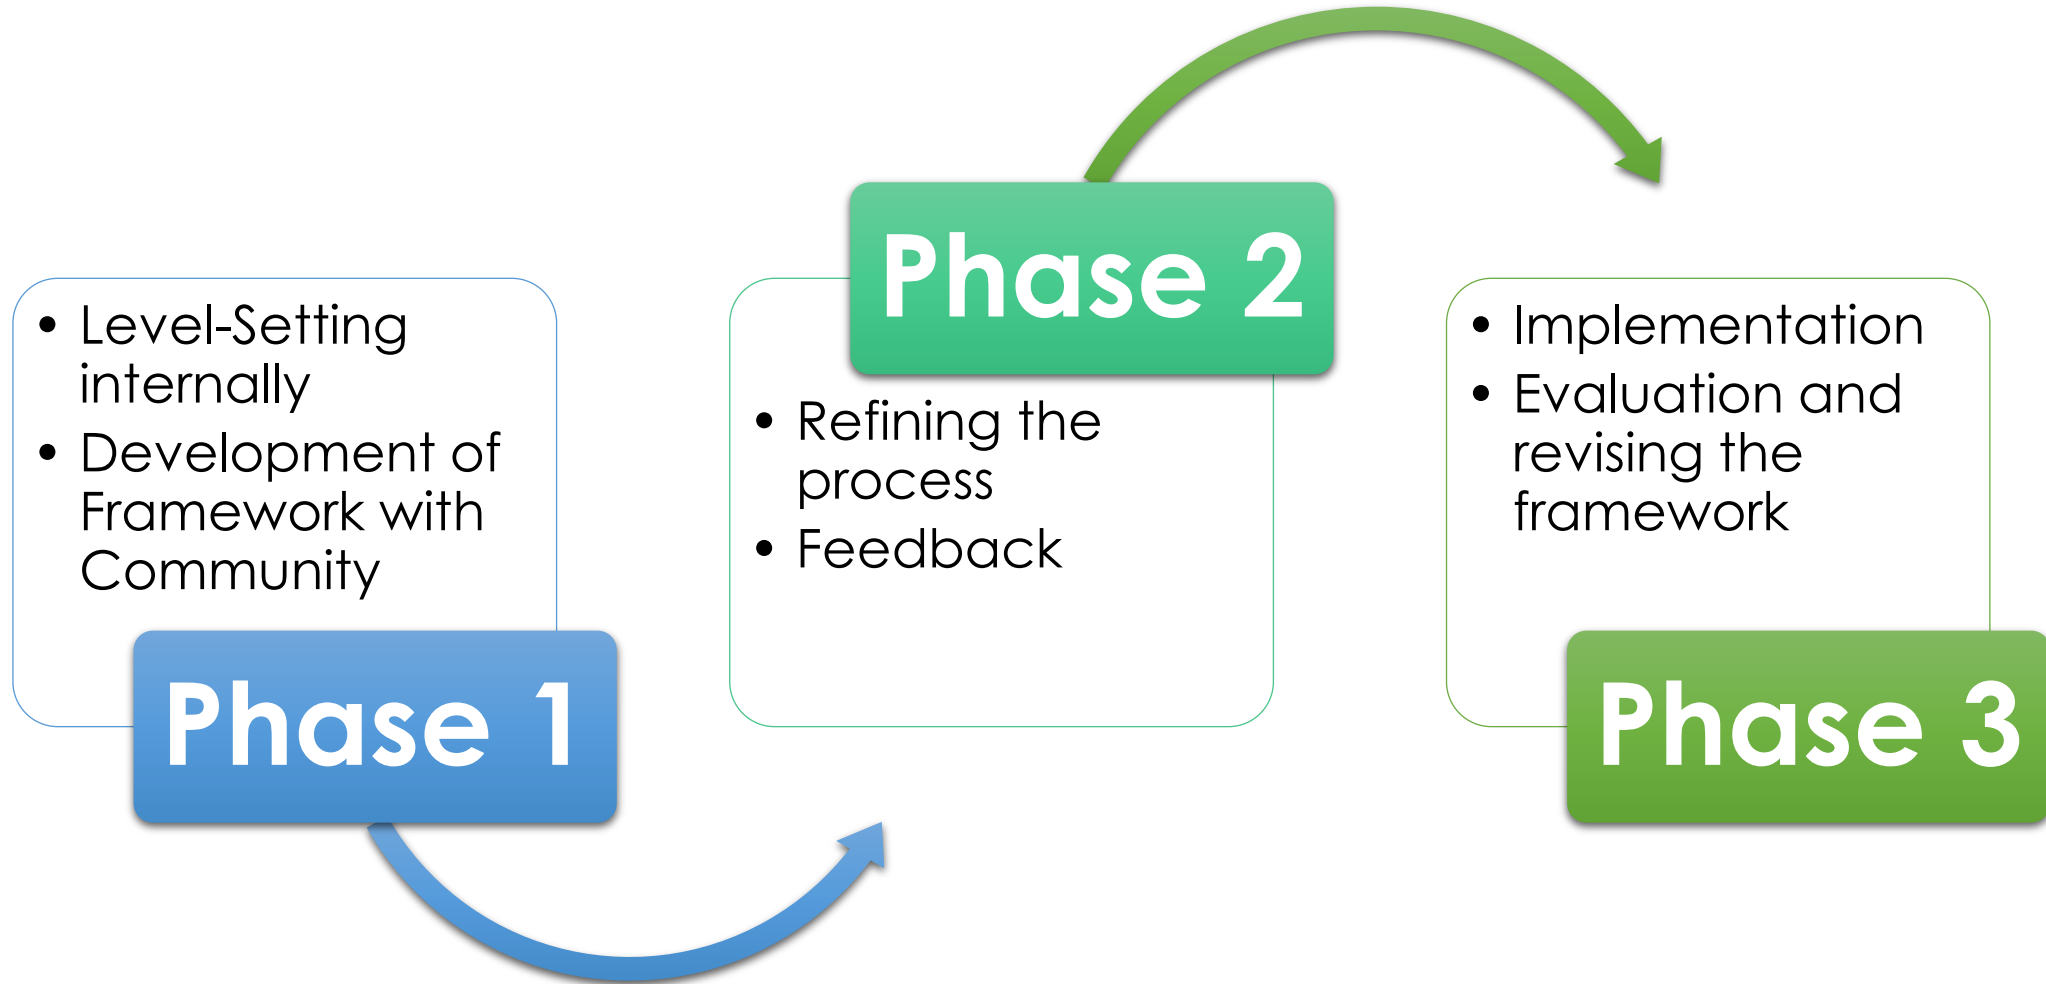 • Level-Setting
internally
• Development of
Framework with
Community
Phase 1
Phase 2
• Refining the
process
• Feedback
• Implementation
• Evaluation and
revising the
framework
Phase 3